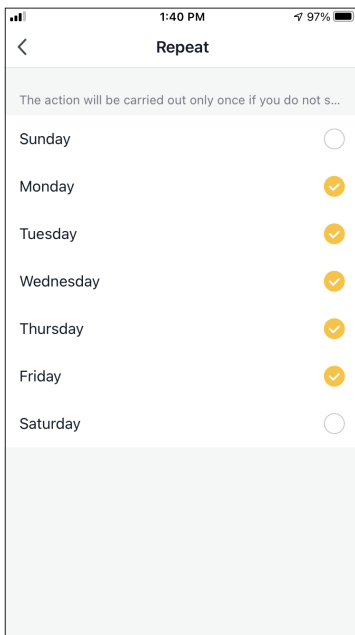 1:40 PM
97%
Repeat
The action will be carried out only once if you do not s...
Sunday
Monday
Tuesday
Wednesday
Thursday
Friday
Saturday